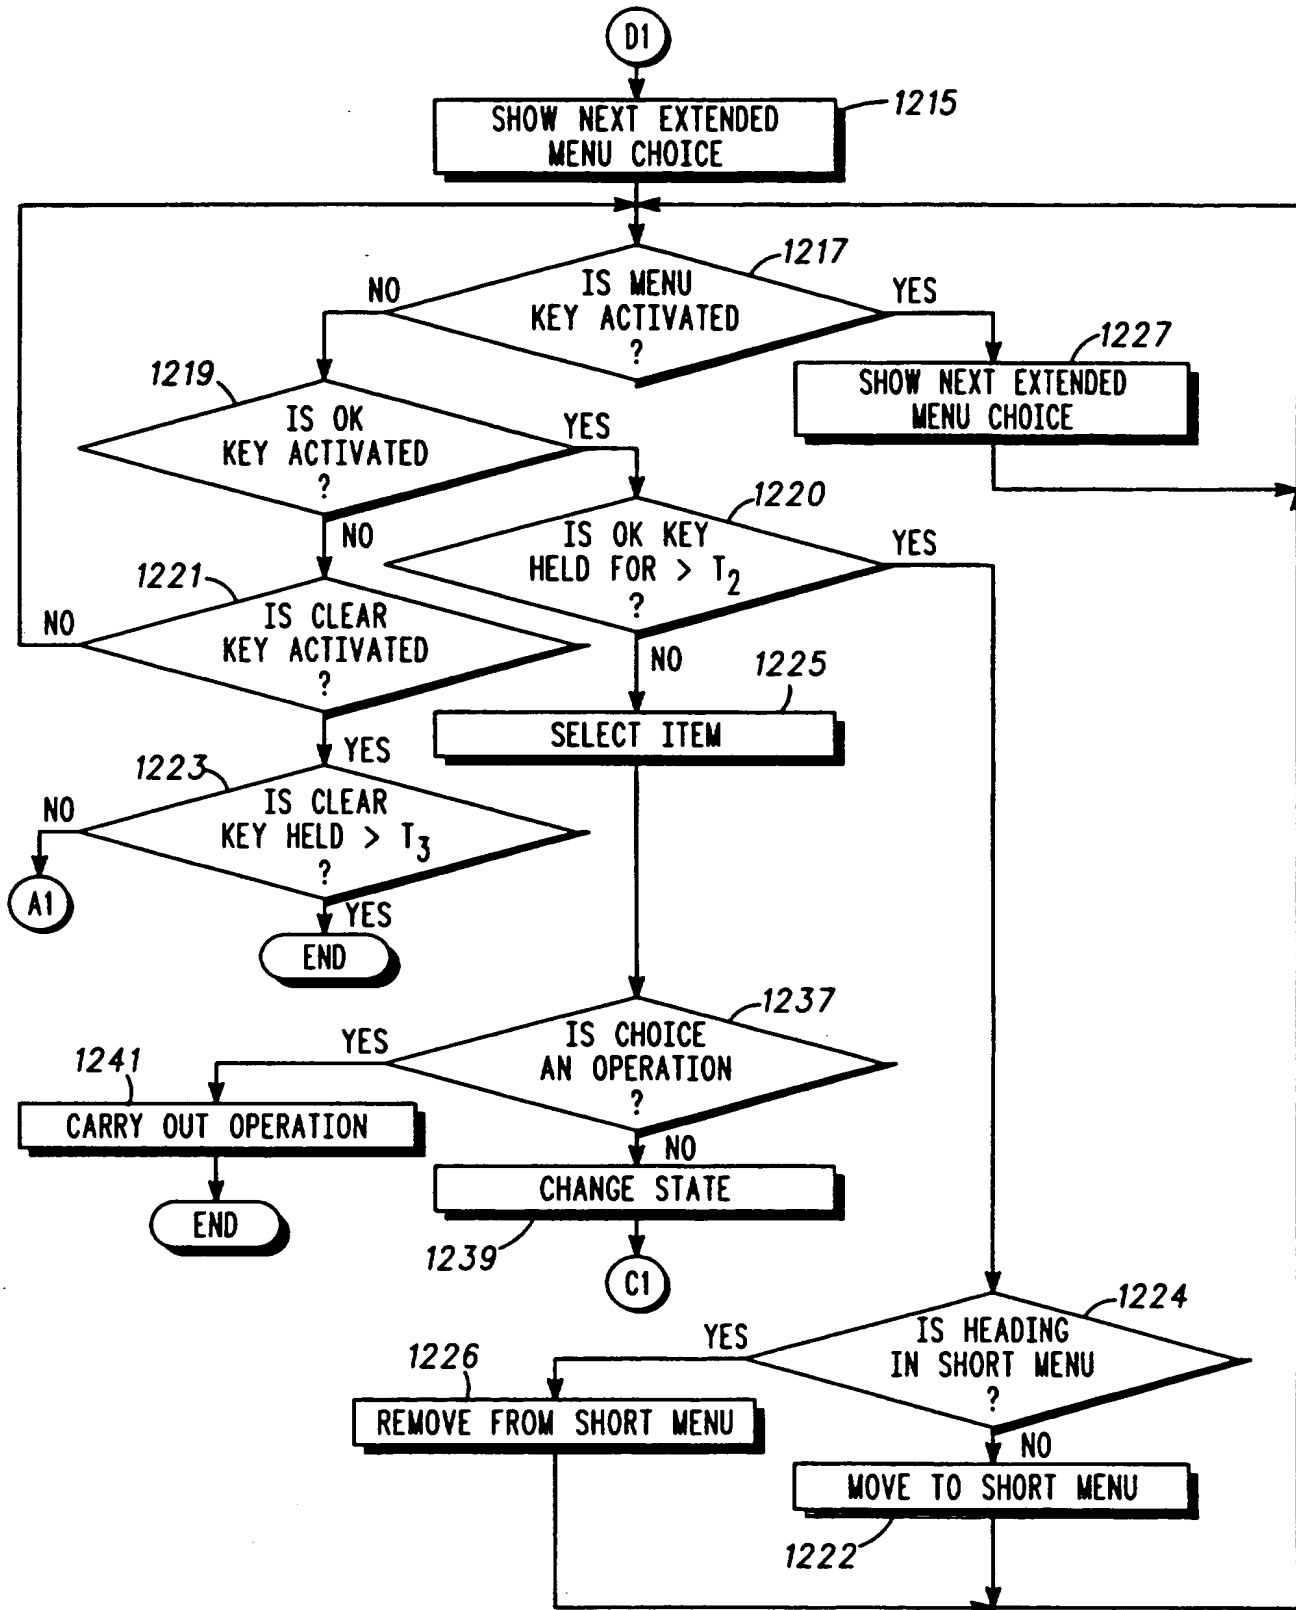 D1
SHOW NEXT EXTENDED
MENU CHOICE
1215
IS MENU
KEY ACTIVATED
?
1217
NO
YES
1227
SHOW NEXT EXTENDED
MENU CHOICE
1219
IS OK
KEY ACTIVATED
?
YES
NO
1220
IS OK KEY
HELD FOR > T2
?
YES
NO
1221
IS CLEAR
KEY ACTIVATED
?
NO
YES
1225
SELECT ITEM
1223
IS CLEAR
KEY HELD > T3
?
NO
A1
YES
END
1237
IS CHOICE
AN OPERATION
?
YES
1241
CARRY OUT OPERATION
END
NO
CHANGE STATE
1239
C1
1224
IS HEADING
IN SHORT MENU
?
YES
1226
REMOVE FROM SHORT MENU
NO
MOVE TO SHORT MENU
1222